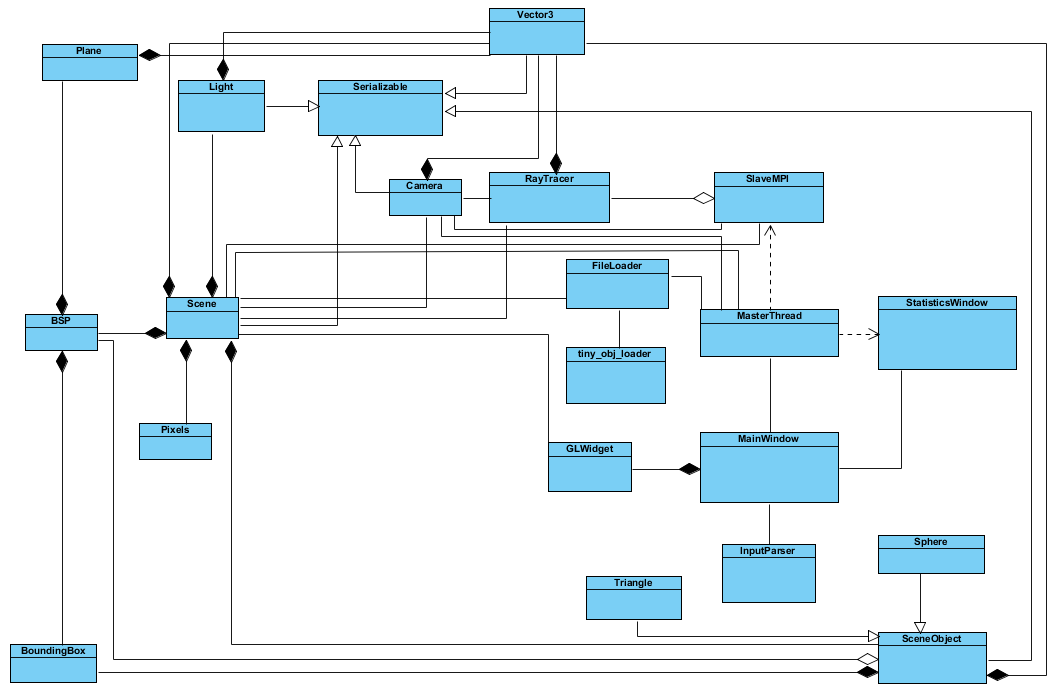 Vector3
Plane
Light
Serializable
Camera
RayTracer
SlaveMPI
FileLoader
Scene
StatisticsWindow
MasterThread
BSP
tiny_obj_loader
Pixels
MainWindow
GLWidget
Sphere
InputParser
Triangle
SceneObject
BoundingBox